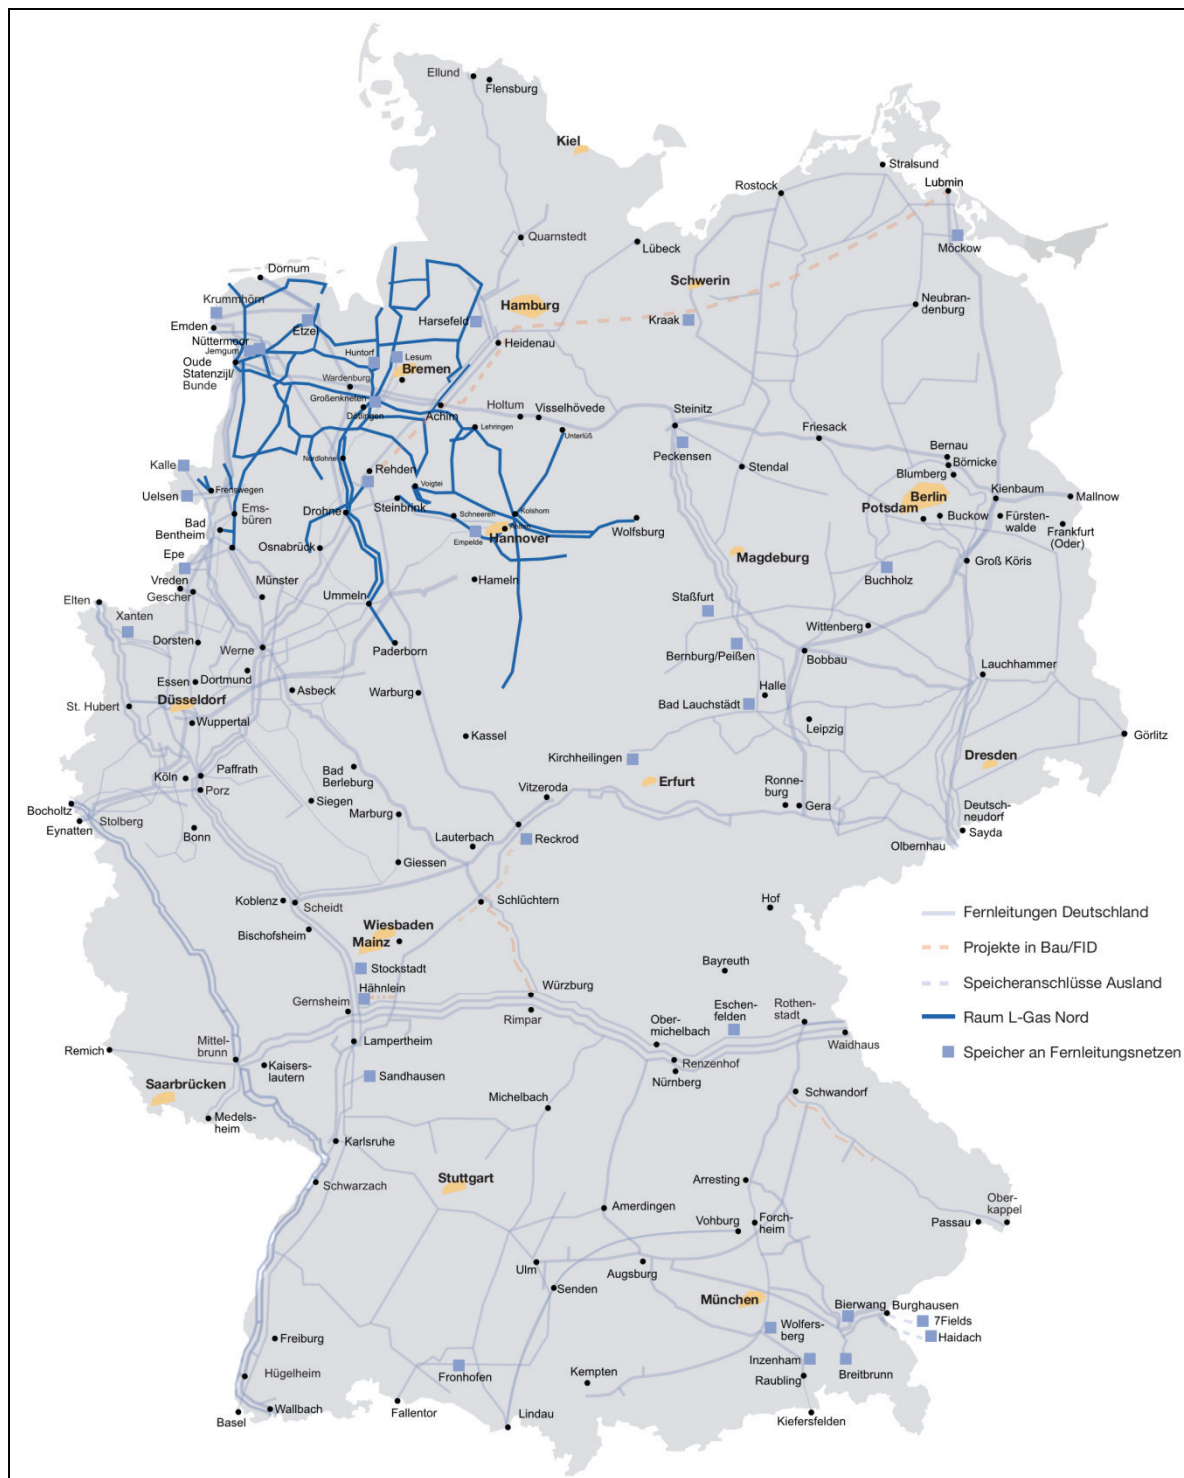 Ellund
Flensburg
Kiel
Stralsund
Rostock
Lubmin
Quarnstedt
Lübeck
Möckow
Dornum
Schwerin
Krummhörn
Hamburg
Neubran-
denburg
Emden
Etzel
Harsefeld
Kraak
Nüttermoor
Jemgum
Heidenau
Huntorf
Lesum
Oude
Statenzijl/
Bunde
Bremen
Wardenburg
Großenkneten
Dötlingen
Achim
Holtum
Visselhövede
Steinitz
Lehringen
Unterlüß
Friesack
Peckensen
Bernau
Börnicke
Nordlohne
Rehden
Stendal
Blumberg
Kalle
Voigtei
Berlin
Kienbaum
Mallnow
Uelsen
Frenswegen
Steinbrink
Potsdam
Buckow
Fürsten-
walde
Ems-
büren
Drohne
Schneeren
Kolshorn
Wolfsburg
Frankfurt
(Oder)
Bad
Bentheim
Osnabrück
Empelde
Hannover
Magdeburg
Epe
Groß Köris
Vreden
Gescher
Münster
Hameln
Buchholz
Elten
Ummeln
Staßfurt
Xanten
Wittenberg
Dorsten
Werne
Paderborn
Bernburg/Peißen
Bobbau
Lauchhammer
Essen
Dortmund
Asbeck
Warburg
Halle
St. Hubert
Düsseldorf
Bad Lauchstädt
Wuppertal
Leipzig
Görlitz
Kassel
Kirchheilingen
Dresden
Köln
Paffrath
Bad
Berleburg
Erfurt
Ronne-
burg
Gera
Porz
Vitzeroda
Bocholtz
Siegen
Marburg
Deutsch-
neudorf
Eynatten
Stolberg
Bonn
Sayda
Lauterbach
Reckrod
Olbernhau
Giessen
Hof
Koblenz
Scheidt
Schlüchtern
Fernleitungen Deutschland
Wiesbaden
Bischofsheim
Mainz
Projekte in Bau/FID
Stockstadt
Bayreuth
Speicheranschlüsse Ausland
Hähnlein
Würzburg
Gernsheim
Eschen-
felden
Rothen-
stadt
Raum L-Gas Nord
Rimpar
Ober-
michelbach
Waidhaus
Remich
Mittel-
brunn
Lampertheim
Speicher an Fernleitungsnetzen
Kaisers-
lautern
Renzenhof
Nürnberg
Saarbrücken
Sandhausen
Schwandorf
Michelbach
Medels-
heim
Karlsruhe
Stuttgart
Arresting
Schwarzach
Amerdingen
Ober-
kappel
Vohburg
Forch-
heim
Passau
Ulm
Augsburg
Senden
München
Bierwang
Burghausen
7Fields
Wolfers-
berg
Haidach
Freiburg
Inzenham
Breitbrunn
Hügelheim
Fronhofen
Kempten
Raubling
Basel
Wallbach
Fallentor
Lindau
Kiefersfelden